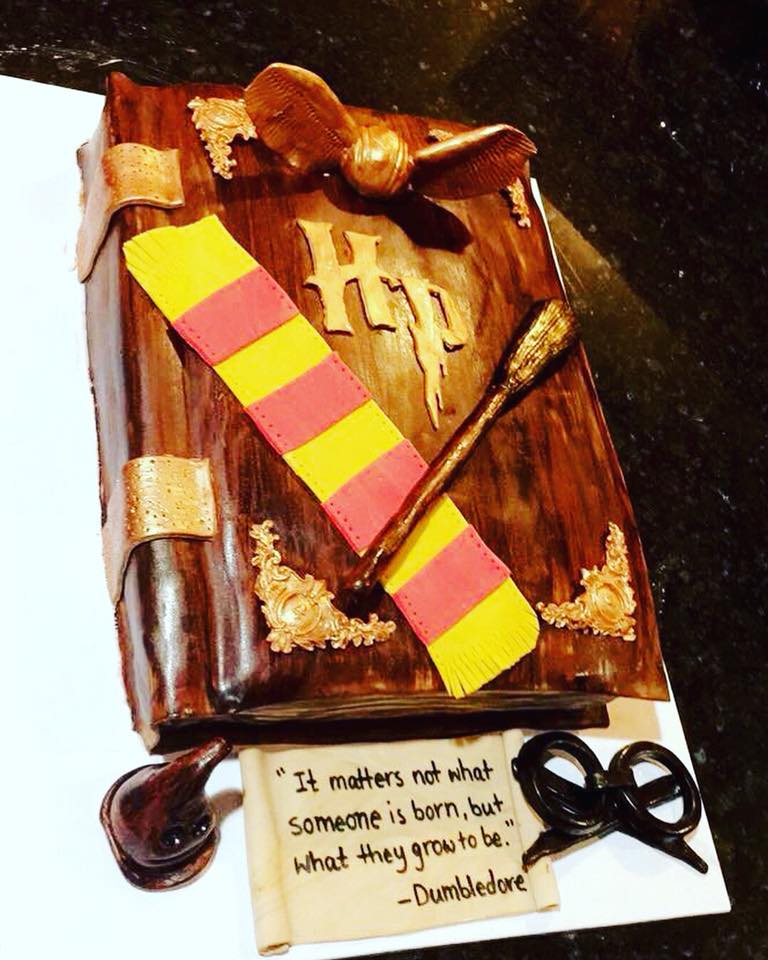 HP
"It matters not what
someone is born, but
what they grow to be."
-Dumbledore